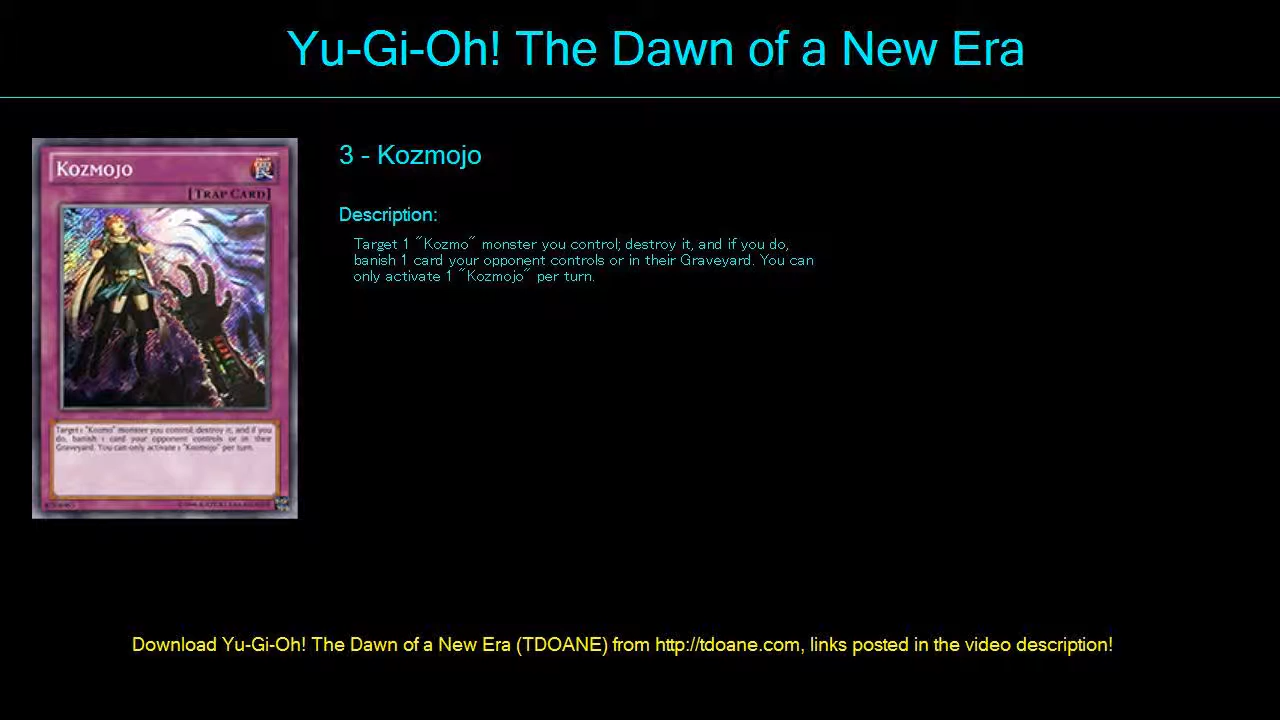 Yu-Gi-Oh! The Dawn of a New Era
KOZMOJO
罠
[TRAP CARD]
Target 1 "Kozmo" monster you control; destroy it, and if you
do, banish 1 card your opponent controls or in their
Graveyard. You can only activate 1 "Kozmojo" per turn.
3 - Kozmojo
Description:
Target 1 "Kozmo" monster you control; destroy it, and if you do,
banish 1 card your opponent controls or in their Graveyard. You can
only activate 1 "Kozmojo" per turn.
Download Yu-Gi-Oh! The Dawn of a New Era (TDOANE) from http://tdoane.com, links posted in the video description!